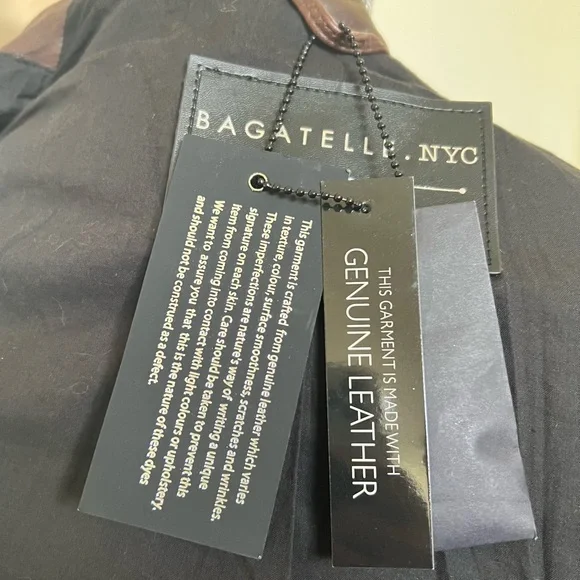 BAGATELLE.NYC
This garment is crafted from genuine leather which varies
in texture, colour, surface smoothness, scratches and wrinkles.
These imperfections are nature's way of writing a unique
signature on each skin. Care should be taken to prevent this
item from coming into contact with light colours or upholstery.
We want to assure you that this is the nature of these dyes
and should not be construed as a defect.
THIS GARMENT IS MADE WITH
GENUINE LEATHER